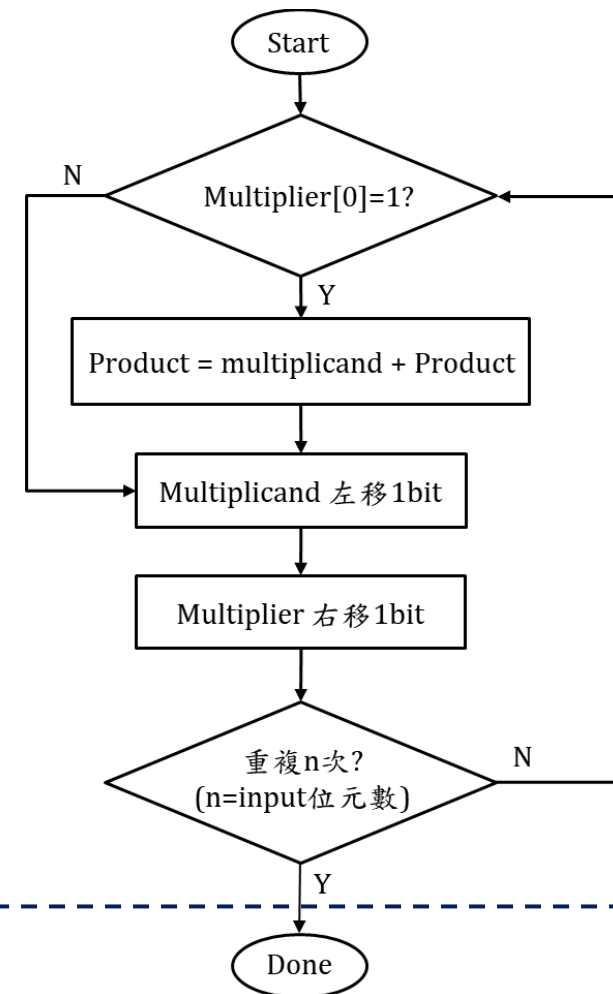 Start
Multiplier[0]=1?
N
Y
Product = multiplicand + Product
Multiplicand 左移1bit
Multiplier 右移1bit
重複n次?
(n=input位元數)
N
Y
Done